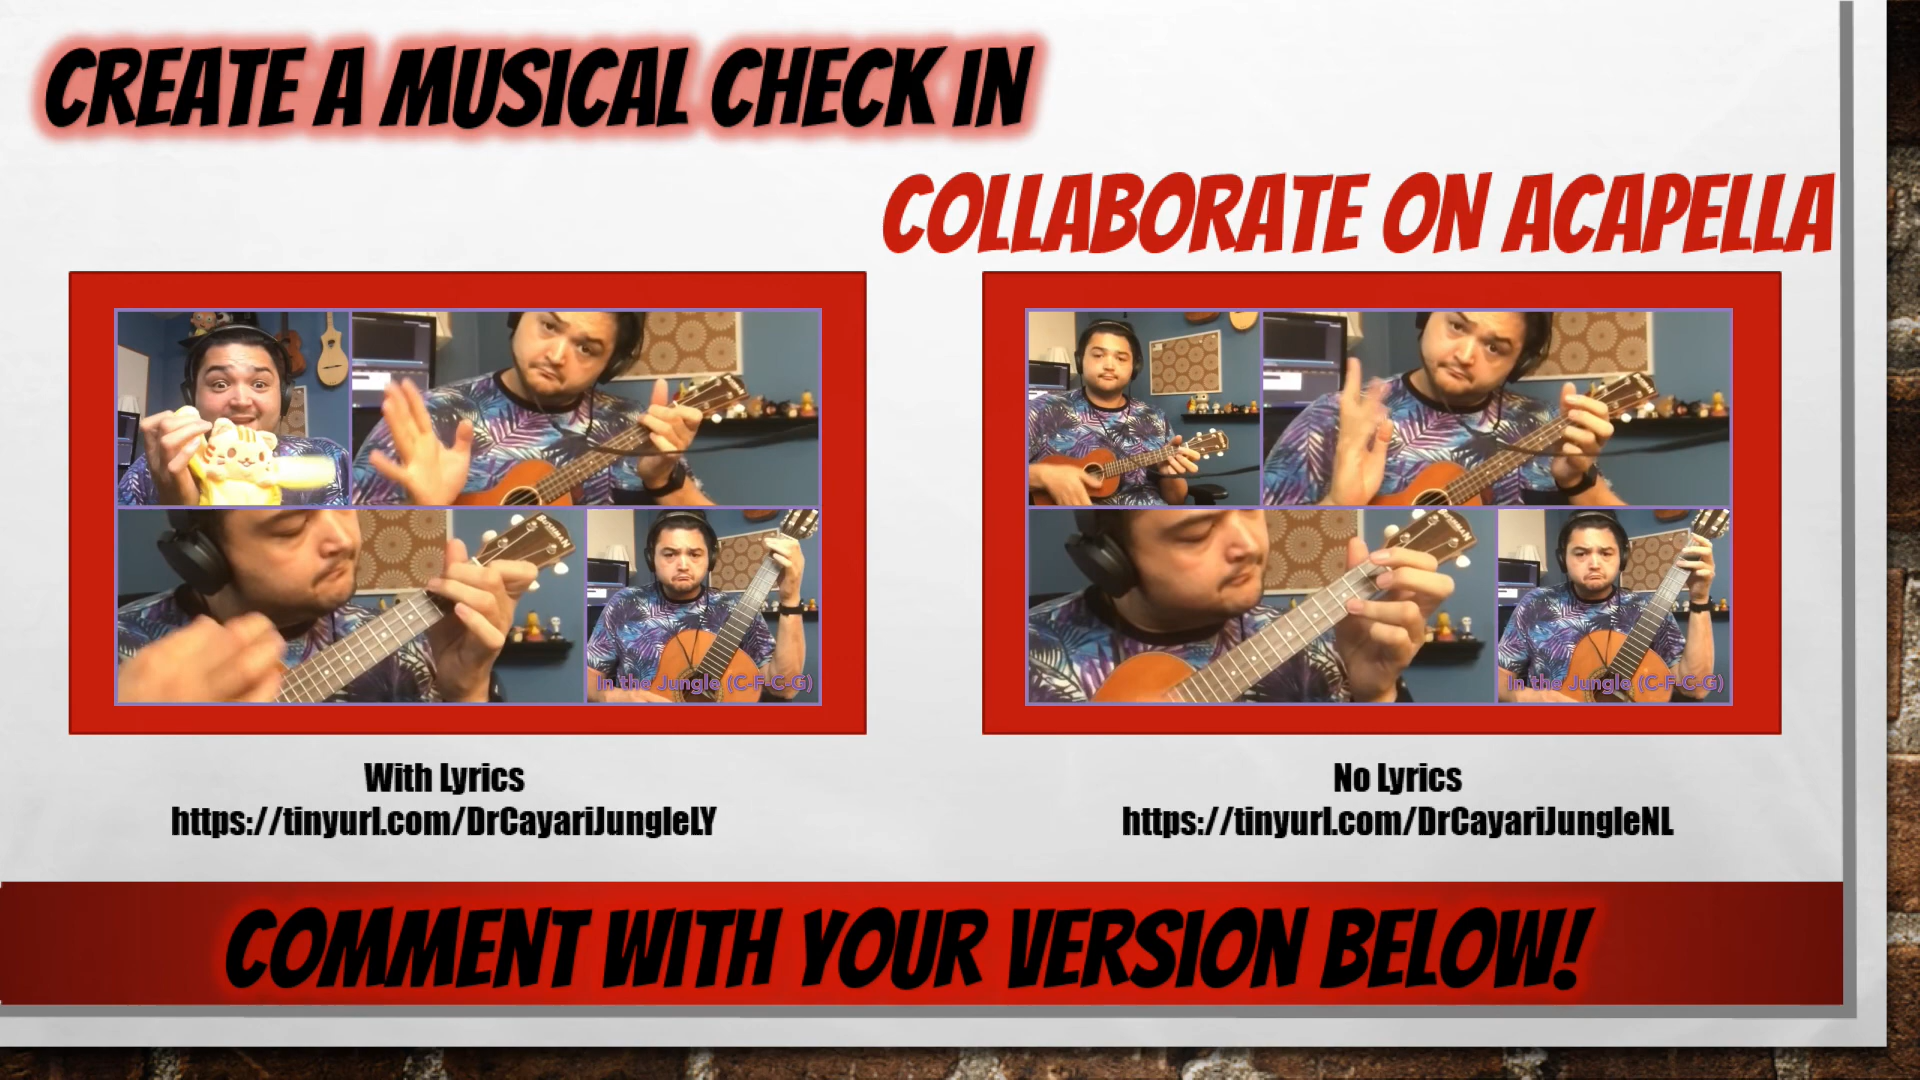 CREATE A MUSICAL CHECK IN
COLLABORATE ON ACAPELLA
In the Jungle (C-F-C-G)
In the Jungle (C-F-C-G)
With Lyrics
https://tinyurl.com/DrCayariJungleLY
No Lyrics
https://tinyurl.com/DrCayariJungleNL
COMMENT WITH YOUR VERSION BELOW!